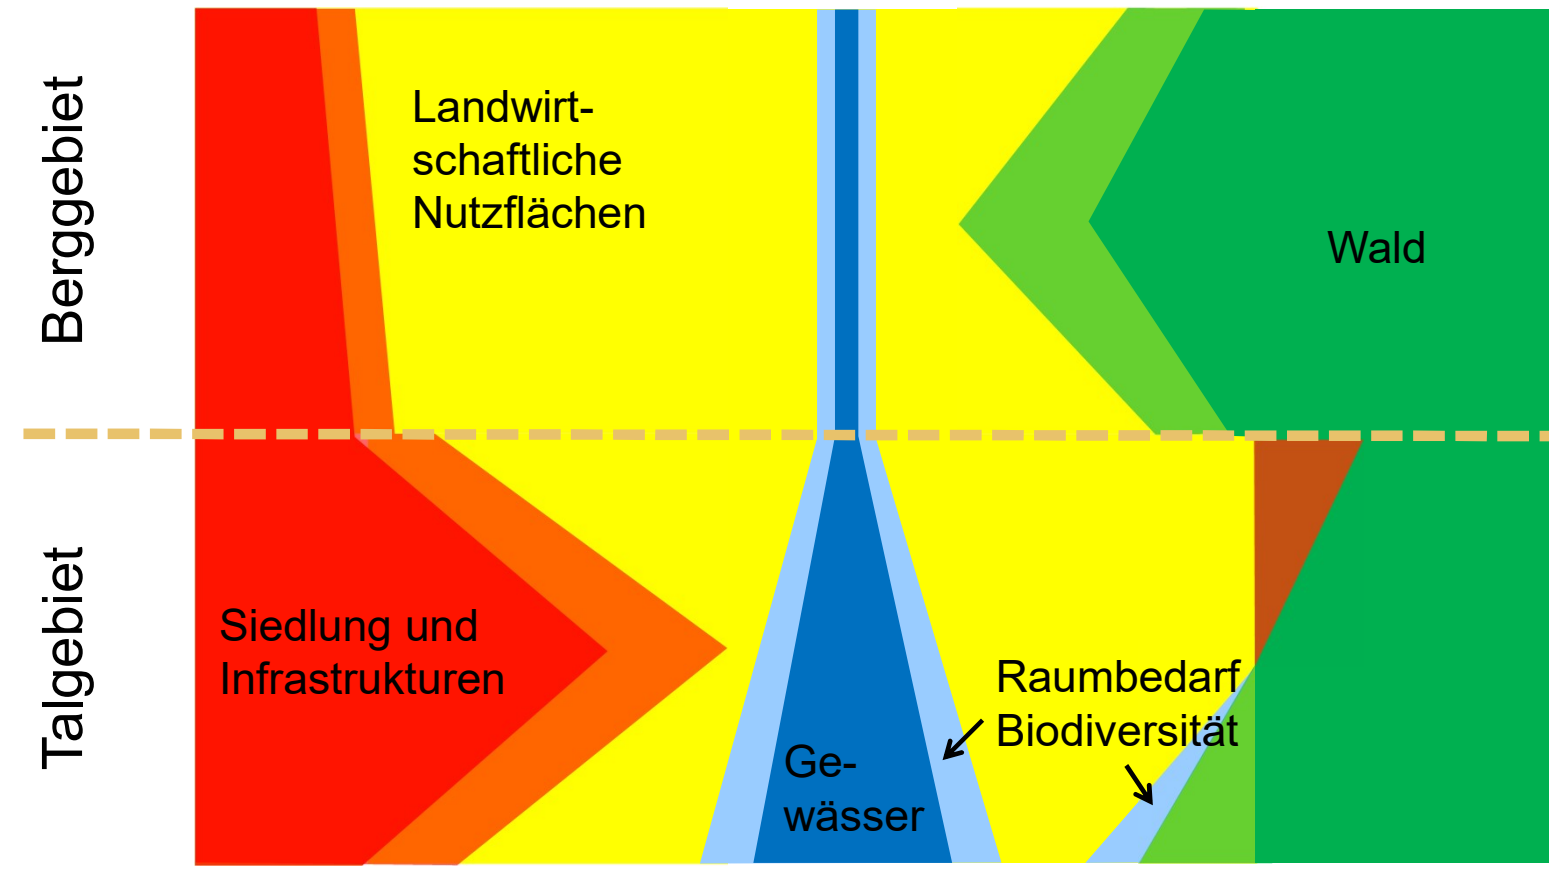 Berggebiet
Landwirt-
schaftliche
Nutzflächen
Wald
Talgebiet
Siedlung und
Infrastrukturen
Raumbedarf
Biodiversität
Ge-
wässer